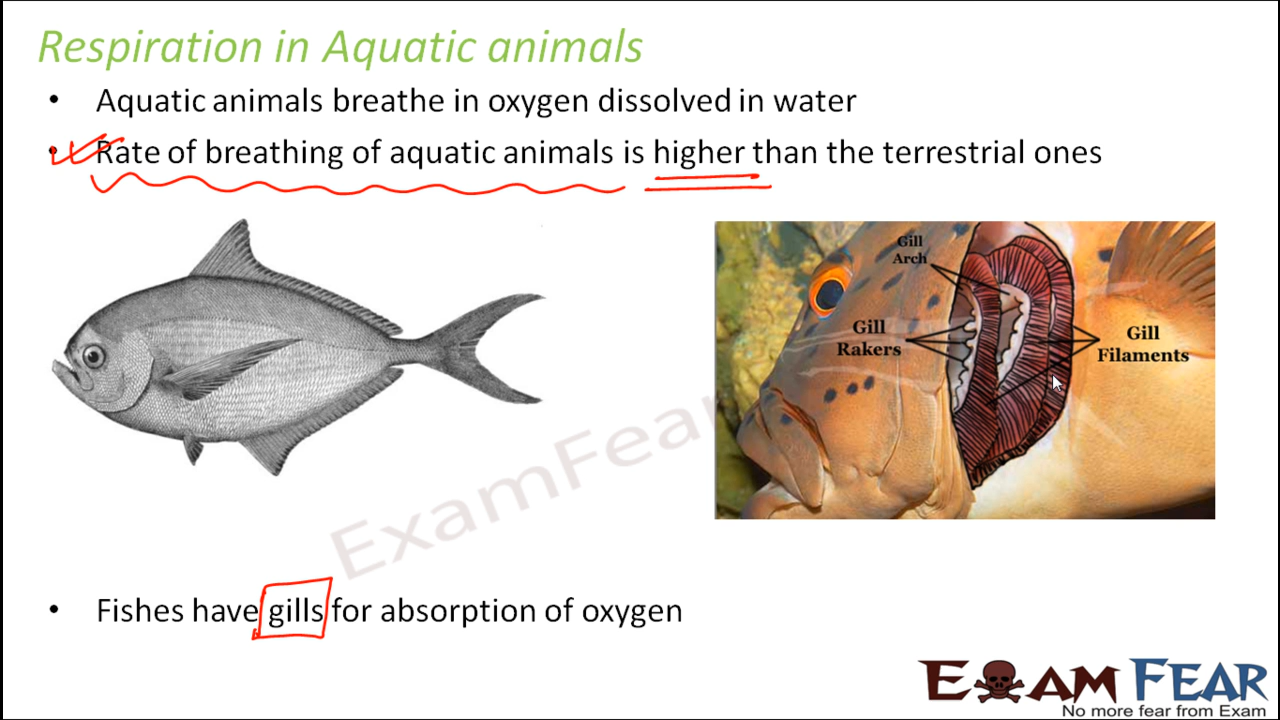 Respiration in Aquatic animals
• Aquatic animals breathe in oxygen dissolved in water
• Rate of breathing of aquatic animals is higher than the terrestrial ones
Gill
Arch
Gill
Rakers
Gill
Filaments
ExamFear
• Fishes have gills for absorption of oxygen
EXAM FEAR
No more fear from Exam